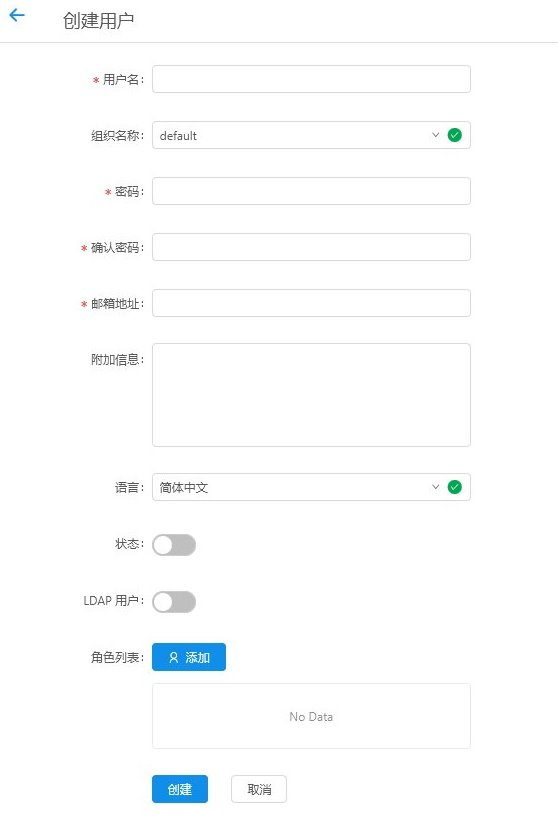 创建用户
* 用户名:
组织名称: default
* 密码:
* 确认密码:
* 邮箱地址:
附加信息:
语言: 简体中文
状态:
LDAP 用户:
角色列表: 添加
No Data
创建 取消